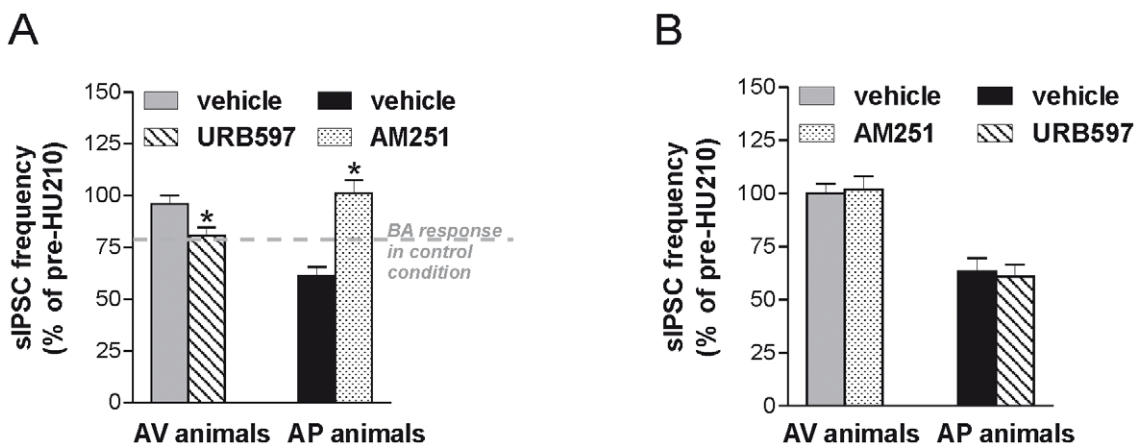 A
sIPSC frequency
(% of pre-HU210)
150
125
100
75
50
25
0
vehicle
vehicle
URB597
AM251
*
*
BA response
in control
condition
AV animals
AP animals
B
sIPSC frequency
(% of pre-HU210)
150
125
100
75
50
25
0
vehicle
vehicle
AM251
URB597
AV animals
AP animals